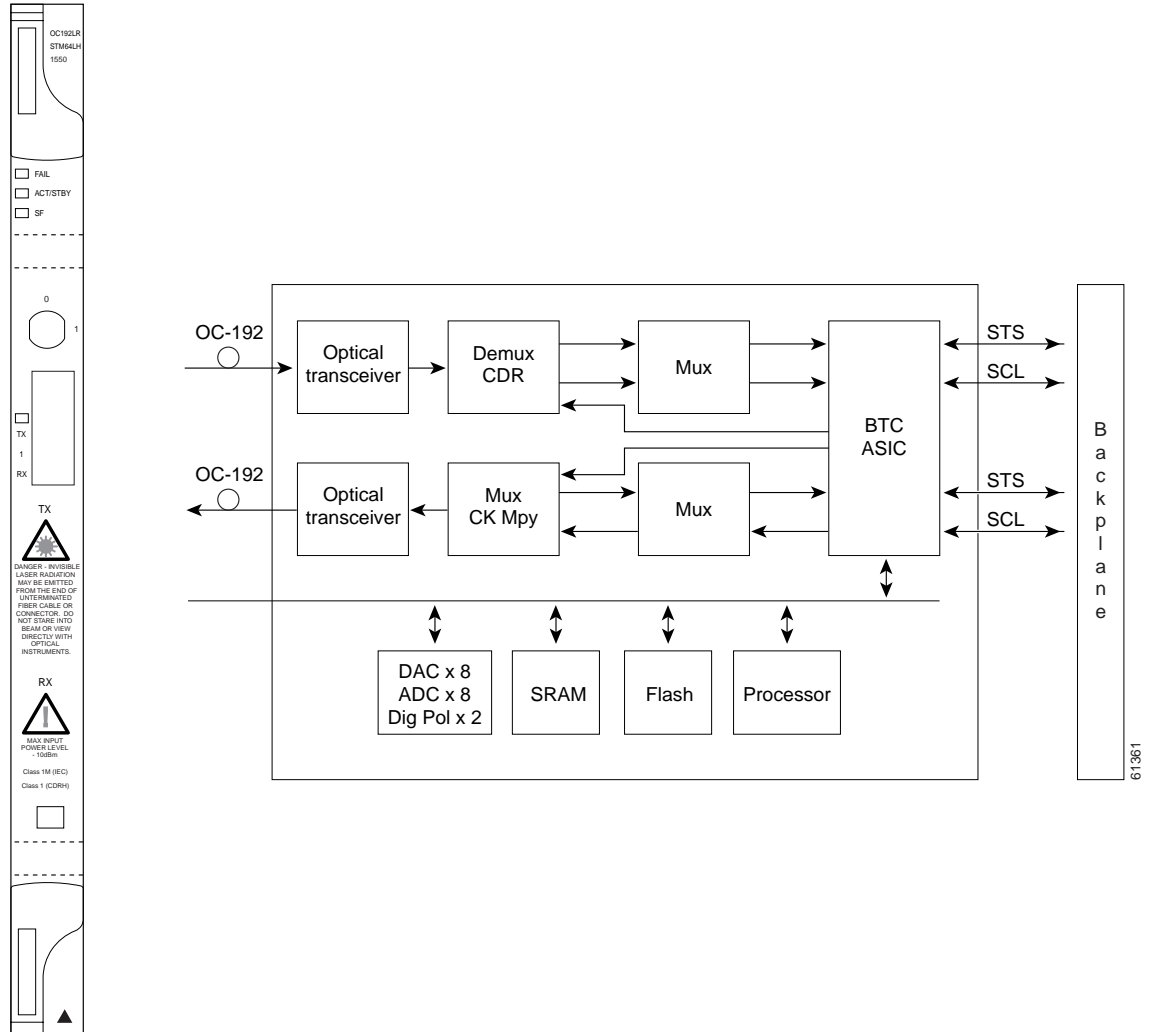 OC192LR
STM64LH
1550
FAIL
ACT/STBY
SF
0
1
TX
1
RX
TX
DANGER - INVISIBLE
LASER RADIATION
MAY BE EMITTED
FROM THE END OF
UNTERMINATED
FIBER CABLE OR
CONNECTOR. DO
NOT STARE INTO
BEAM OR VIEW
DIRECTLY WITH
OPTICAL
INSTRUMENTS.
RX
!
MAX INPUT
POWER LEVEL
- 10dBm
Class 1M (IEC)
Class 1 (CDRH)
OC-192
Optical
transceiver
Demux
CDR
Mux
BTC
ASIC
STS
SCL
OC-192
Optical
transceiver
Mux
CK Mpy
Mux
STS
SCL
DAC x 8
ADC x 8
Dig Pol x 2
SRAM
Flash
Processor
Backplane
61361